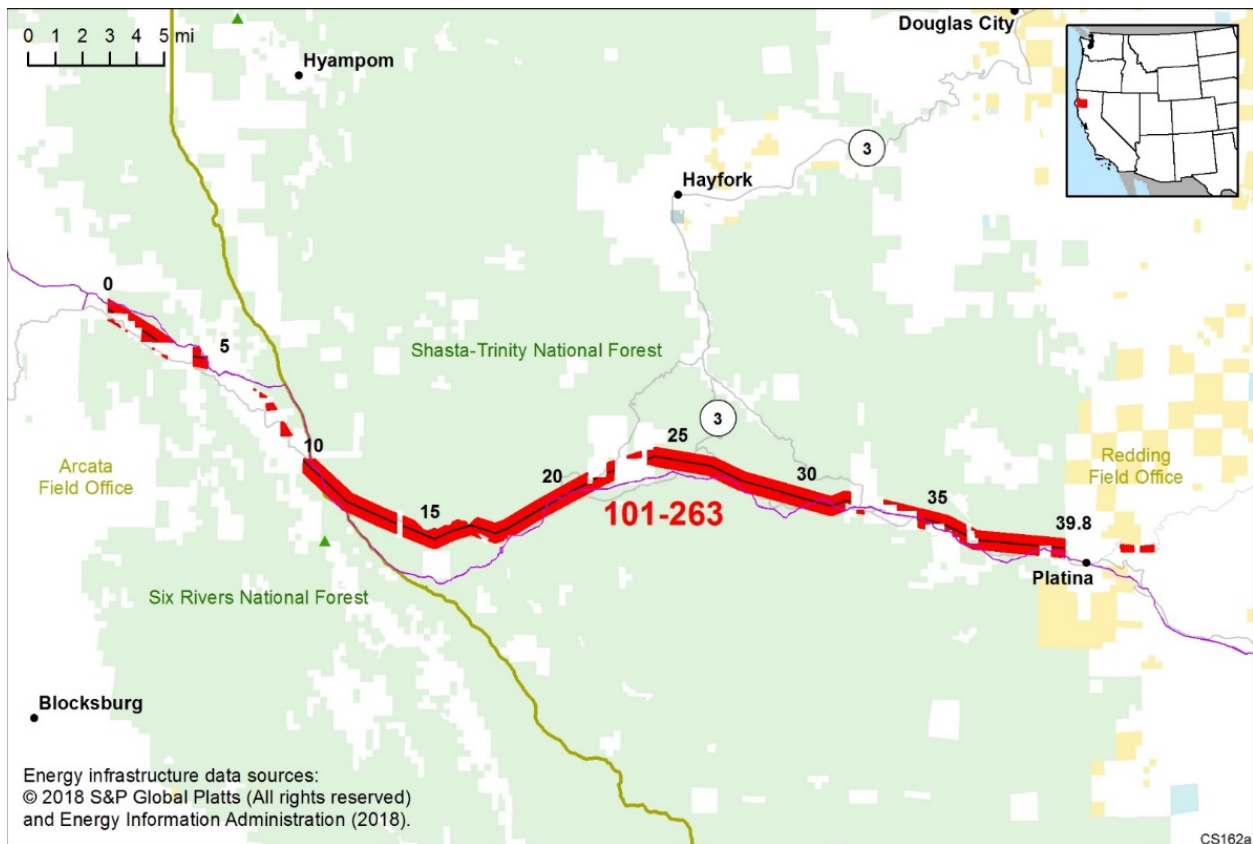 0 1 2 3 4 5 mi
Douglas City
Hyampom
3
Hayfork
0
5
Shasta-Trinity National Forest
3
25
10
Arcata
Field Office
Redding
Field Office
20
30
35
15
101-263
39.8
Platina
Six Rivers National Forest
Blocksburg
Energy infrastructure data sources:
© 2018 S&P Global Platts (All rights reserved)
and Energy Information Administration (2018).
CS162a